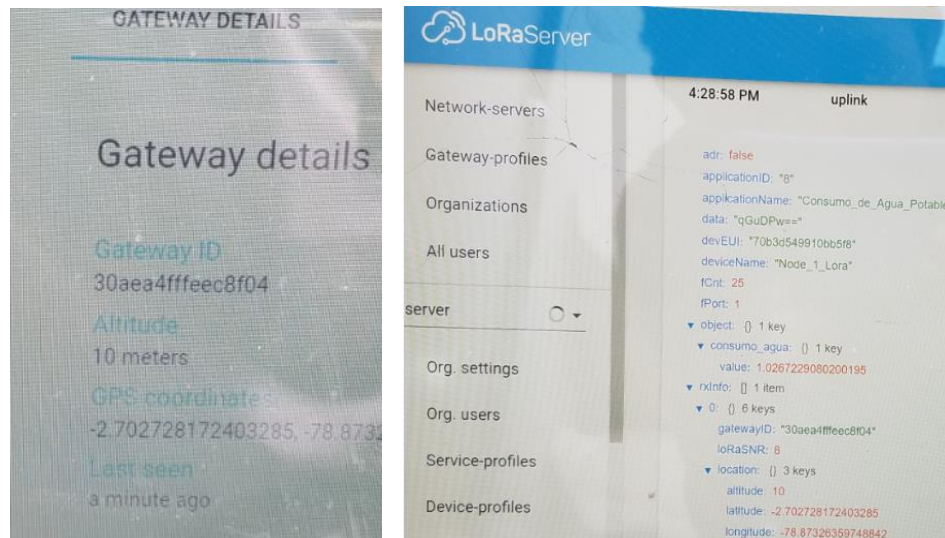 GATEWAY DETAILS
Gateway details
Gateway ID
30aea4fffeec8f04
Altitude
10 meters
GPS coordinates
-2.702728172403285, -78.8732
Last seen
a minute ago
LoRaServer
Network-servers
Gateway-profiles
Organizations
All users
server
Org. settings
Org. users
Service-profiles
Device-profiles
4:28:58 PM uplink
adr: false
applicationID: "8"
applicationName: "Consumo_de_Agua_Potable
data: "qGuDPw=="
devEUI: "70b3d549910bb5f8"
deviceName: "Node_1_Lora"
fCnt: 25
fPort: 1
object: {} 1 key
consumo_agua: {} 1 key
value: 1.0267229080200195
rxInfo: [] 1 item
0: {} 6 keys
gatewayID: "30aea4fffeec8f04"
loRaSNR: 8
location: {} 3 keys
altitude: 10
latitude: -2.702728172403285
longitude: -78.87326359748842